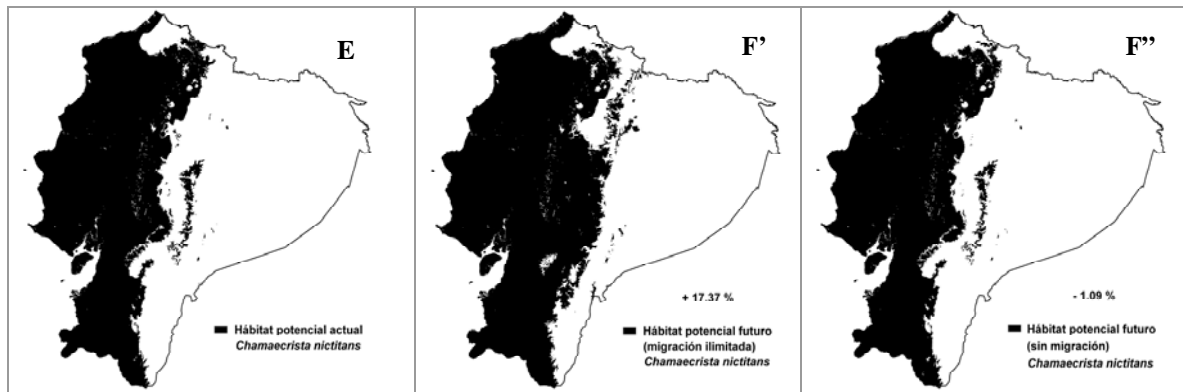 E
Hábitat potencial actual
Chamaecrista nictitans
F’
+ 17.37 %
Hábitat potencial futuro
(migración ilimitada)
Chamaecrista nictitans
F’’
- 1.09 %
Hábitat potencial futuro
(sin migración)
Chamaecrista nictitans